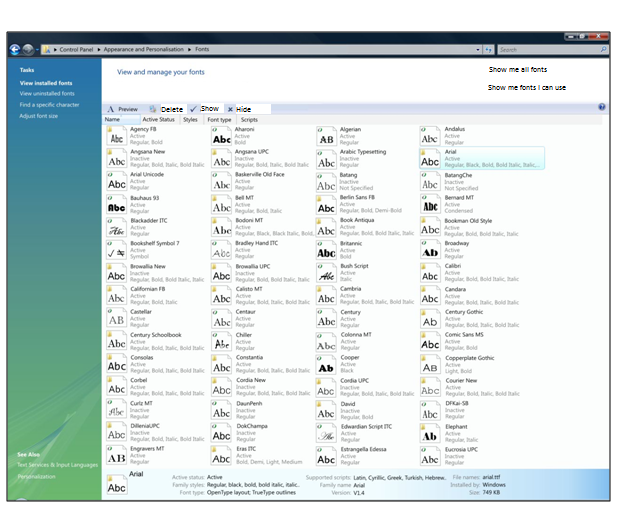 Control Panel ▸ Appearance and Personalisation ▸ Fonts
Search
Tasks
View installed fonts
View uninstalled fonts
Find a specific character
Adjust font size
View and manage your fonts
Show me all fonts
Show me fonts I can use
Preview Delete Show Hide
Name Active Status Styles Font type Scripts
Agency FB
Active
Regular, Bold
Aharoni
Active
Bold
Algerian
Active
Regular
Andalus
Active
Regular
Angsana New
Inactive
Regular, Bold, Italic, Bold Italic
Angsana UPC
Inactive
Regular, Bold, Italic, Bold Italic
Arabic Typesetting
Active
Regular
Arial
Active
Regular, Black, Bold, Bold Italic, Italic,...
Arial Unicode
Active
Regular
Baskerville Old Face
Active
Regular
Batang
Inactive
Not Specified
BatangChe
Inactive
Not Specified
Bauhaus 93
Active
Regular
Bell MT
Active
Regular, Bold, Italic
Berlin Sans FB
Active
Regular, Bold, Demi-Bold
Bernard MT
Active
Condensed
Blackadder ITC
Active
Regular
Bodoni MT
Active
Regular, Black, Black Italic, Bold,
Book Antiqua
Active
Regular, Bold, Italic, Bold Italic
Bookman Old Style
Active
Regular, Bold, Italic, Bold Italic
Bookshelf Symbol 7
Active
Symbol
Bradley Hand ITC
Active
Regular
Britannic
Active
Bold
Broadway
Active
Regular
Browallia New
Inactive
Regular, Bold, Bold Italic, Italic
Browallia UPC
Inactive
Regular, Bold, Bold Italic, Italic
Bush Script
Active
Italic
Calibri
Active
Regular, Bold, Bold Italic, Italic
Californian FB
Active
Regular, Bold, Italic
Calisto MT
Active
Regular, Bold, Italic, Bold Italic
Cambria
Active
Regular, Bold, Italic, Bold Italic
Candara
Active
Regular, Bold, Italic, Bold Italic
Castellar
Active
Regular
Centaur
Active
Regular
Century
Active
Regular
Century Gothic
Active
Regular, Bold, Italic, Bold Italic
Century Schoolbook
Active
Regular, Bold, Italic, Bold Italic
Chiller
Active
Regular
Colonna MT
Active
Regular
Comic Sans MS
Active
Regular, Bold
Consolas
Active
Regular, Bold, Italic, Bold Italic
Constantia
Active
Regular, Bold, Italic, Bold Italic
Cooper
Active
Black
Copperplate Gothic
Active
Light, Bold
Corbel
Active
Regular, Bold, Italic, Bold Italic
Cordia New
Inactive
Regular, Bold, Italic, Bold Italic
Cordia UPC
Inactive
Regular, Bold, Italic, Bold Italic
Courier New
Active
Regular, Bold, Italic, Bold Italic
Curlz MT
Inactive
Regular
DaunPenh
Inactive
Regular
David
Inactive
Regular, Bold
DFKai-SB
Inactive
Regular
DilleniaUPC
Inactive
Regular, Bold, Italic, Bold Italic
DokChampa
Inactive
Regular
Edwardian Script ITC
Active
Regular
Elephant
Active
Regular, Italic
Engravers MT
Active
Regular
Eras ITC
Active
Bold, Demi, Light, Medium
Estrangella Edessa
Active
Regular
Eucrosia UPC
Inactive
Regular
See Also
Text Services & Input Languages
Personalization
Arial
Active status: Active
Family styles: Regular, black, bold, bold italic, italic..
Font type: OpenType layout, TrueType outlines
Supported scripts: Latin, Cyrilic, Greek, Turkish, Hebrew..
Family name Arial
Version: V1.4
File names: arial.ttf
Installed by: Windows
Size: 749 KB